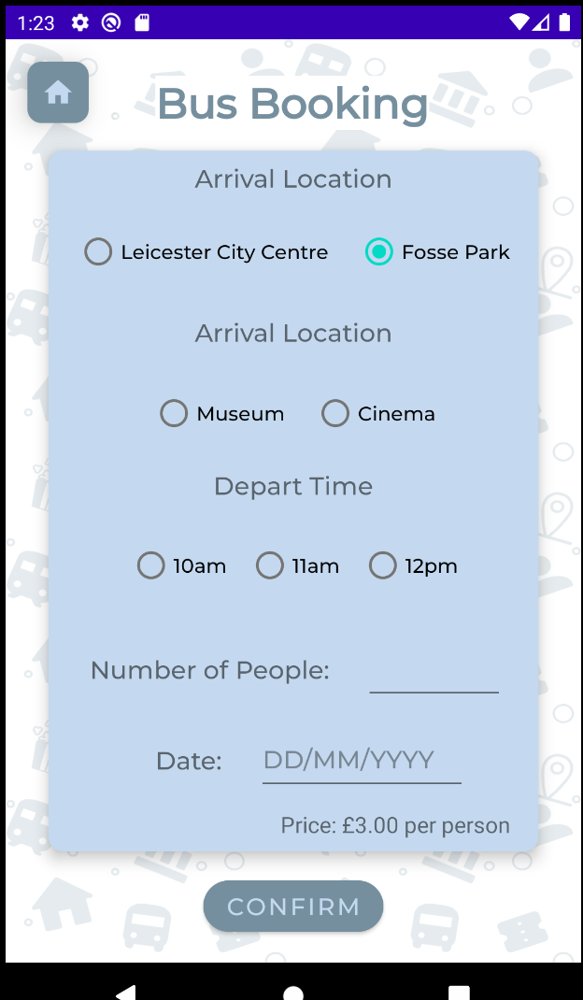 1:23
Bus Booking
Arrival Location
Leicester City Centre Fosse Park
Arrival Location
Museum Cinema
Depart Time
10am 11am 12pm
Number of People:
Date: DD/MM/YYYY
Price: £3.00 per person
CONFIRM